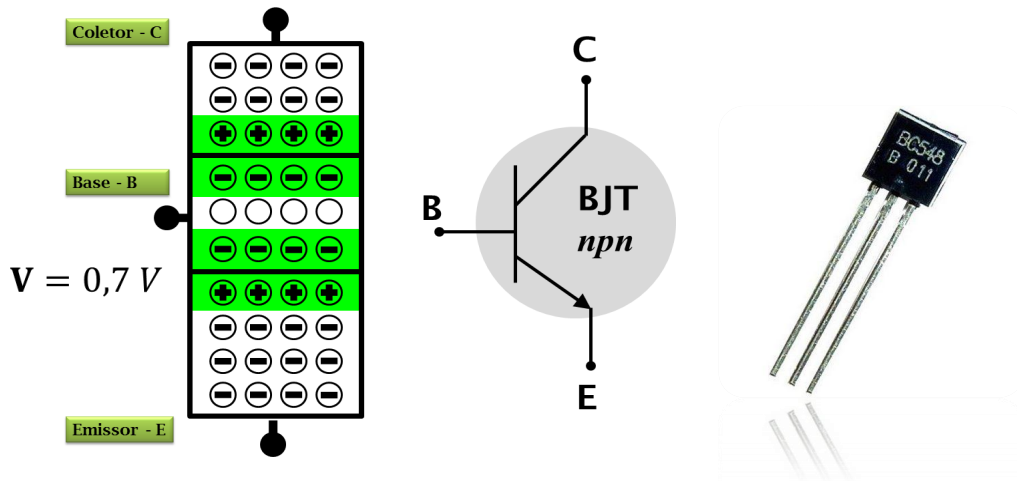 Coletor - C
Base - B
V = 0,7 V
Emissor - E
C
B
BJT
npn
E
BC548
B 011